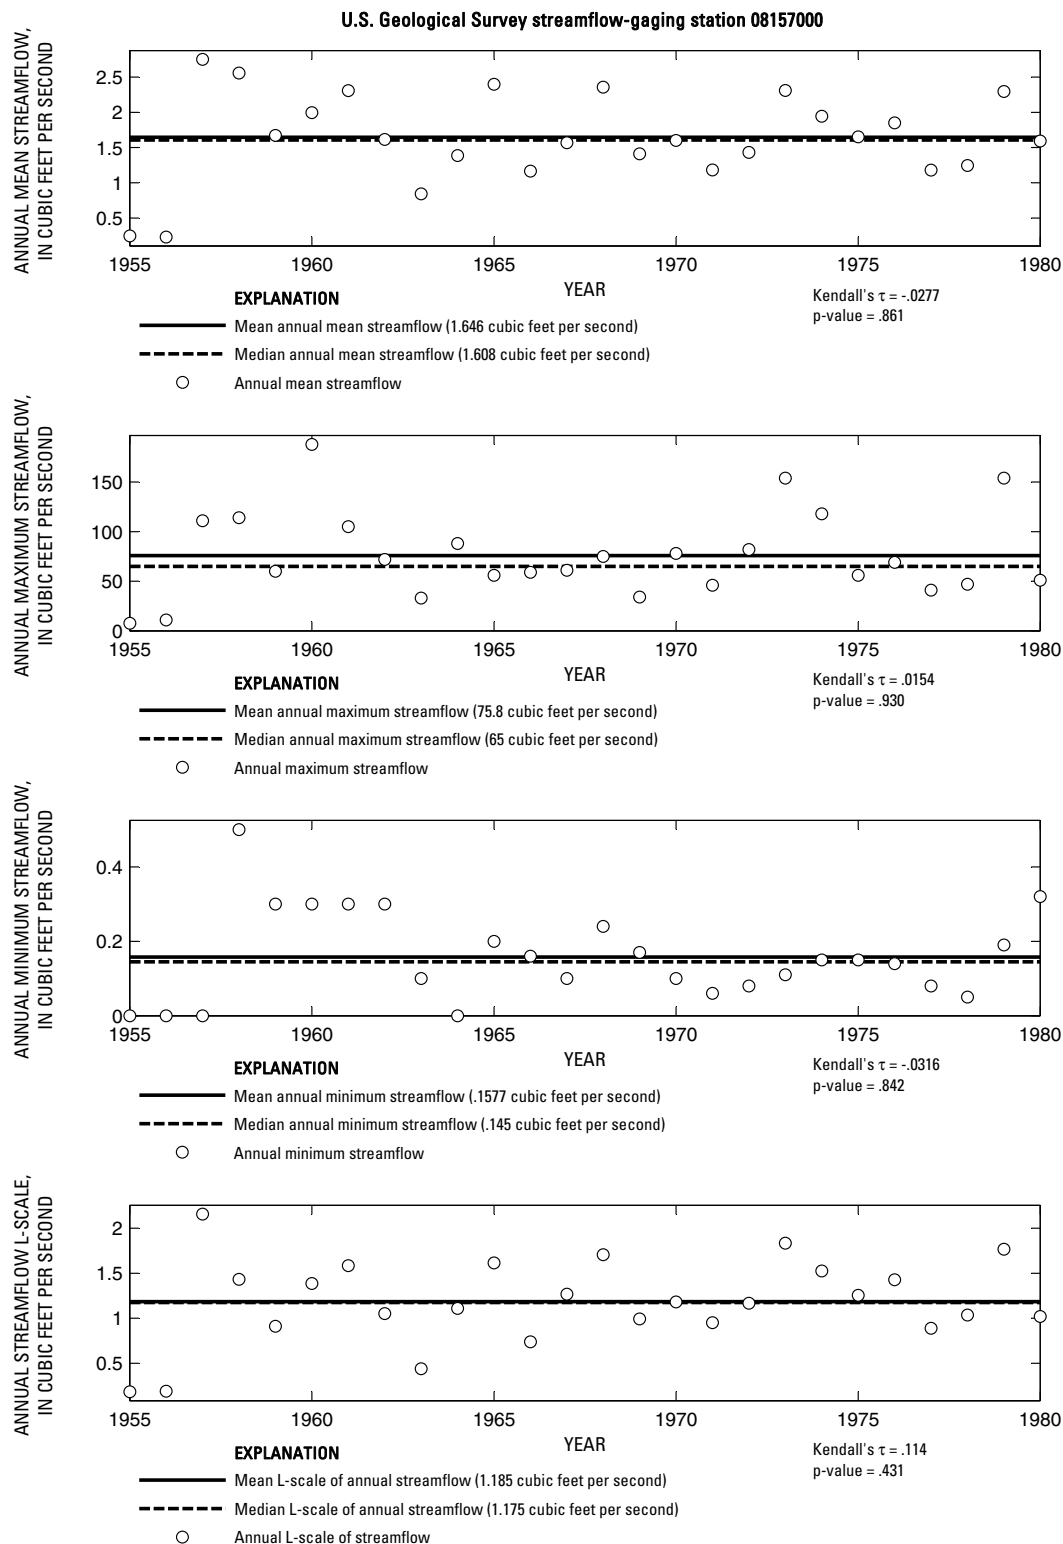 U.S. Geological Survey streamflow-gaging station 08157000
ANNUAL MEAN STREAMFLOW,
IN CUBIC FEET PER SECOND
2.5
2
1.5
1
0.5
1955 1960 1965 1970 1975 1980
YEAR
EXPLANATION
Mean annual mean streamflow (1.646 cubic feet per second)
Median annual mean streamflow (1.608 cubic feet per second)
Annual mean streamflow
Kendall's τ = -.0277
p-value = .861
ANNUAL MAXIMUM STREAMFLOW,
IN CUBIC FEET PER SECOND
150
100
50
0
1955 1960 1965 1970 1975 1980
YEAR
EXPLANATION
Mean annual maximum streamflow (75.8 cubic feet per second)
Median annual maximum streamflow (65 cubic feet per second)
Annual maximum streamflow
Kendall's τ = .0154
p-value = .930
ANNUAL MINIMUM STREAMFLOW,
IN CUBIC FEET PER SECOND
0.4
0.2
0
1955 1960 1965 1970 1975 1980
YEAR
EXPLANATION
Mean annual minimum streamflow (.1577 cubic feet per second)
Median annual minimum streamflow (.145 cubic feet per second)
Annual minimum streamflow
Kendall's τ = -.0316
p-value = .842
ANNUAL STREAMFLOW L-SCALE,
IN CUBIC FEET PER SECOND
2
1.5
1
0.5
1955 1960 1965 1970 1975 1980
YEAR
EXPLANATION
Mean L-scale of annual streamflow (1.185 cubic feet per second)
Median L-scale of annual streamflow (1.175 cubic feet per second)
Annual L-scale of streamflow
Kendall's τ = .114
p-value = .431